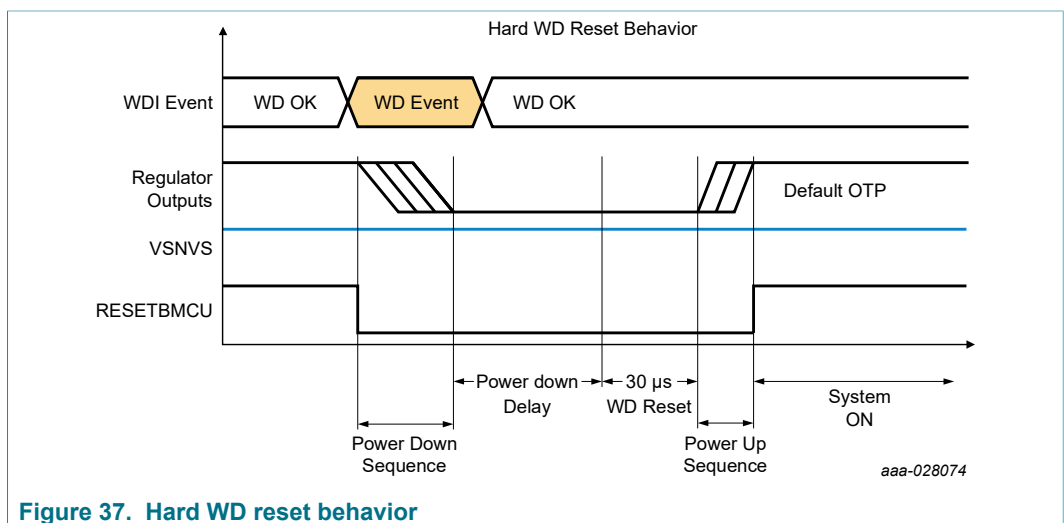 Hard WD Reset Behavior
WDI Event
WD OK
WD Event
WD OK
Regulator
Outputs
Default OTP
VSNVS
RESETBMCU
Power down
Delay
30 µs
WD Reset
System
ON
Power Down
Sequence
Power Up
Sequence
aaa-028074
Figure 37. Hard WD reset behavior